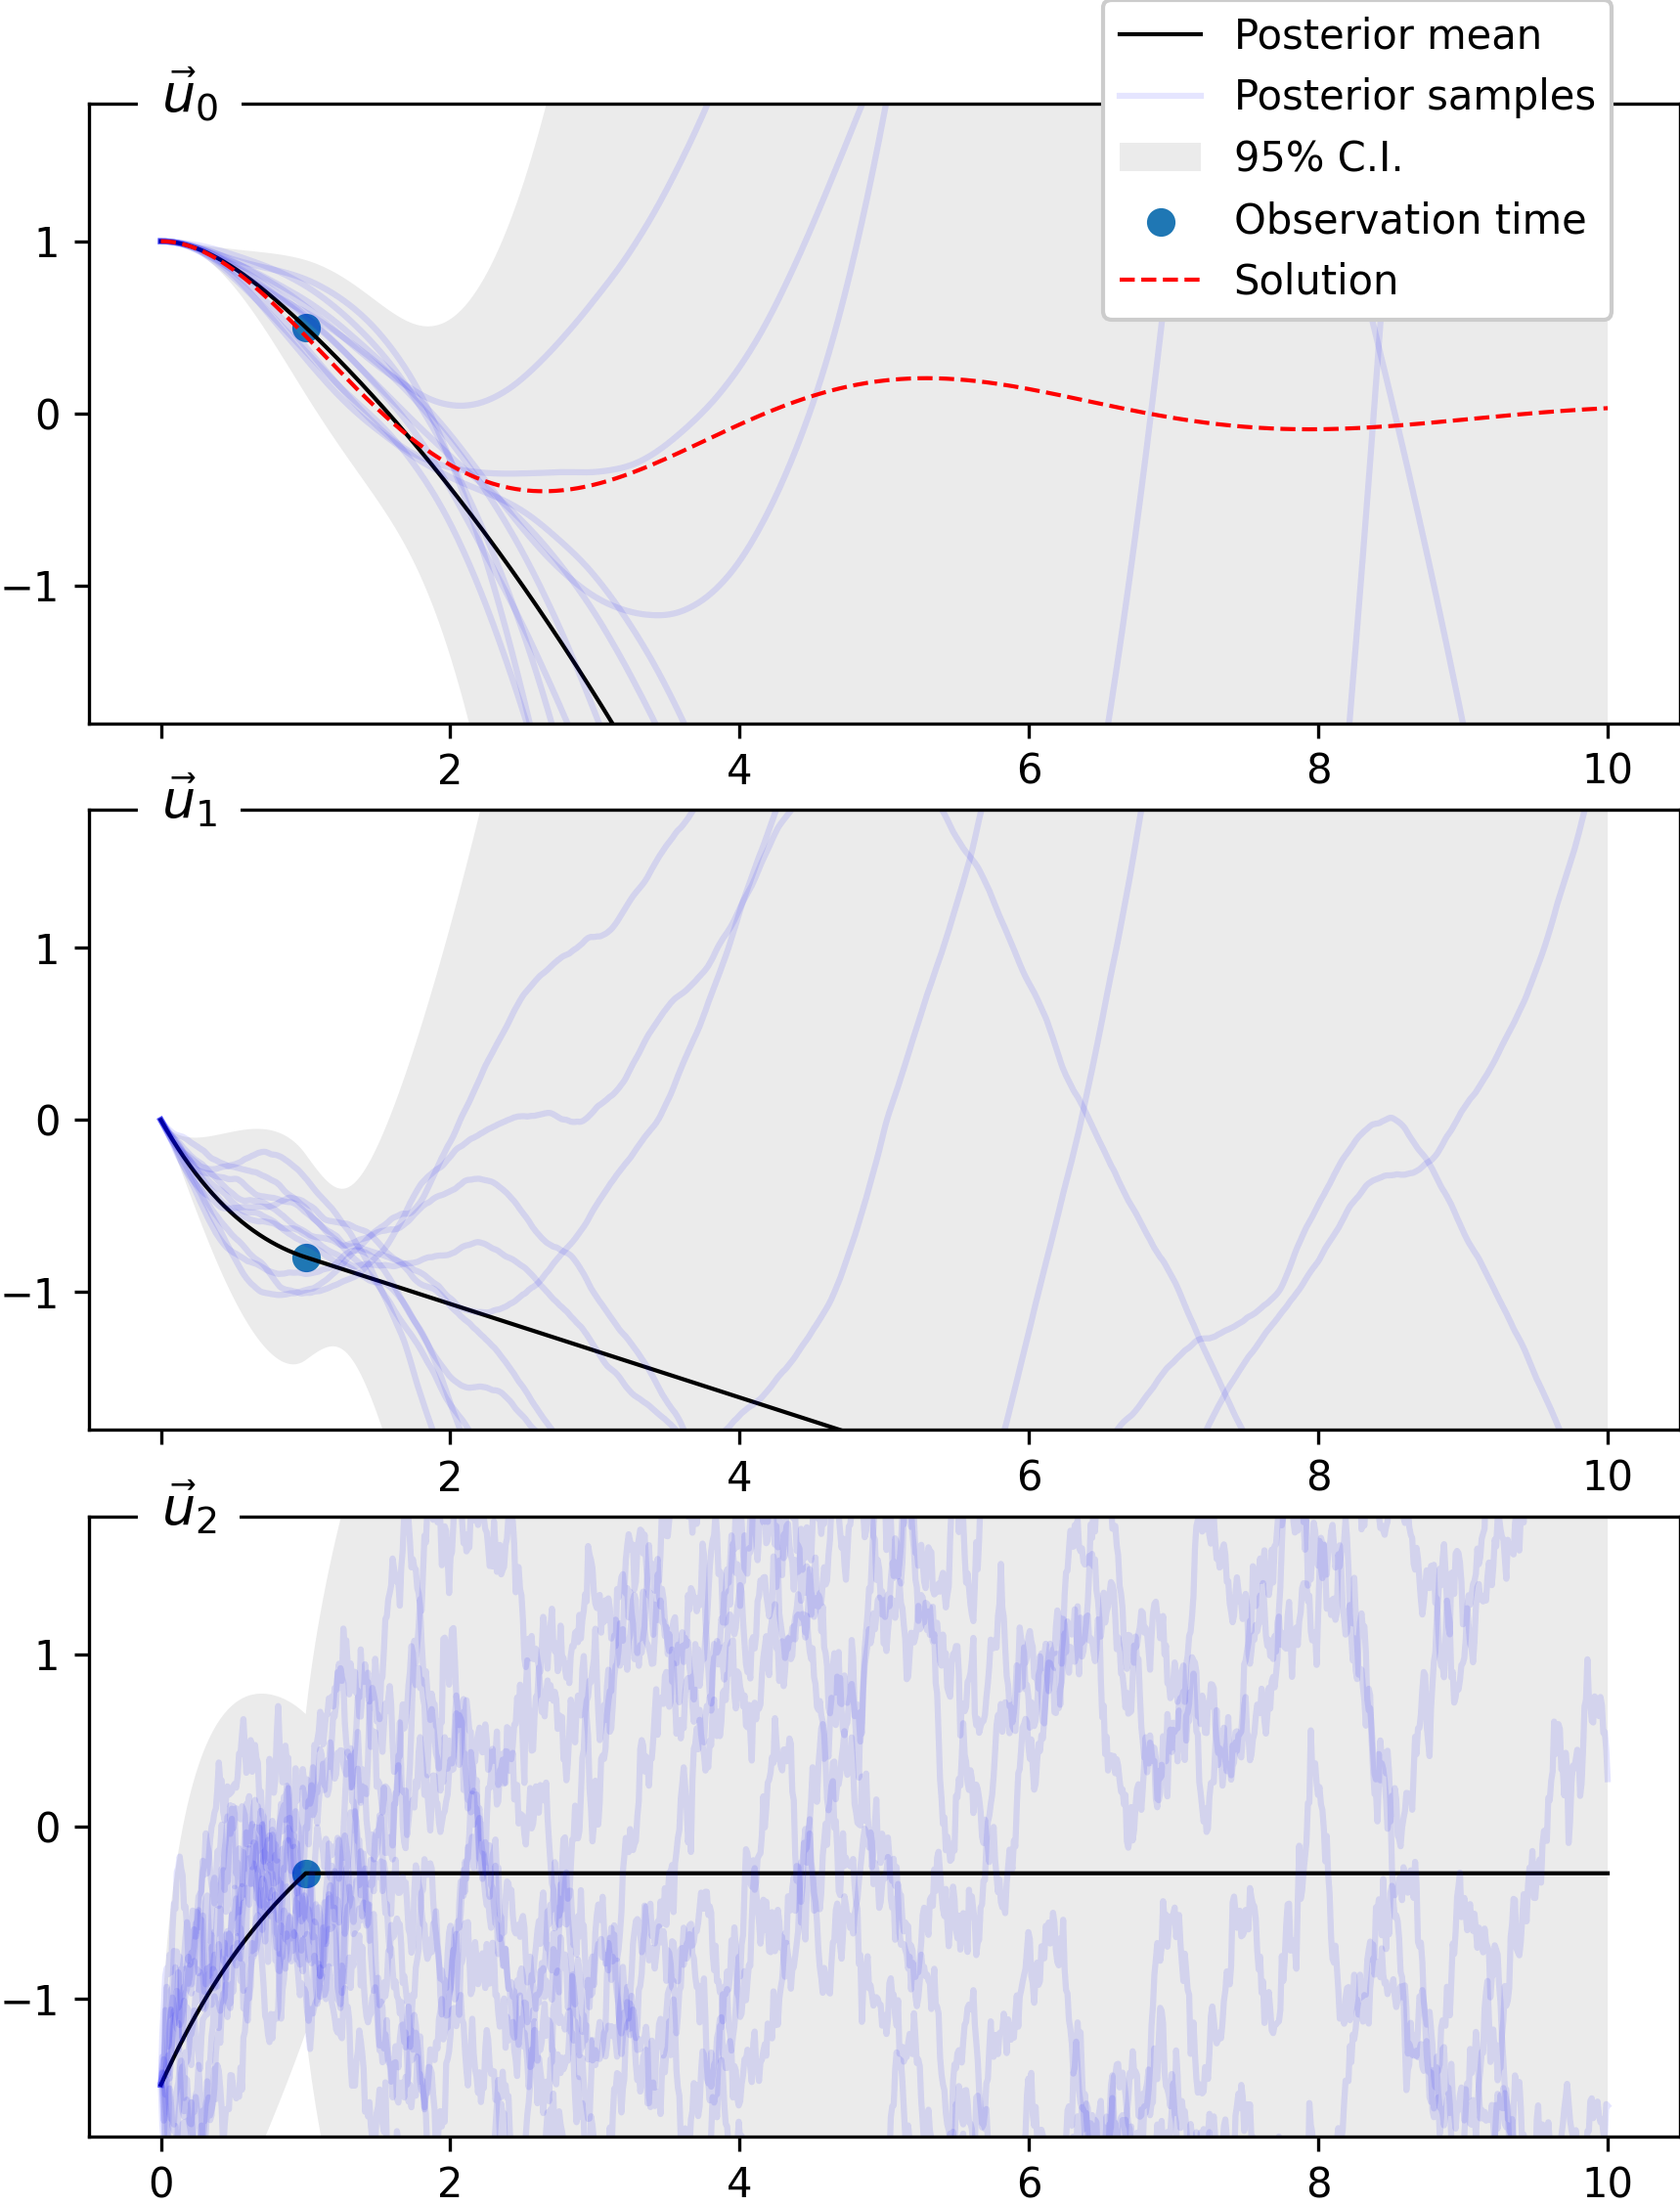 Posterior mean
Posterior samples
95% C.I.
Observation time
Solution
u⃗₀
1
0
−1
2 4 6 8 10
u⃗₁
1
0
−1
2 4 6 8 10
u⃗₂
1
0
−1
0 2 4 6 8 10